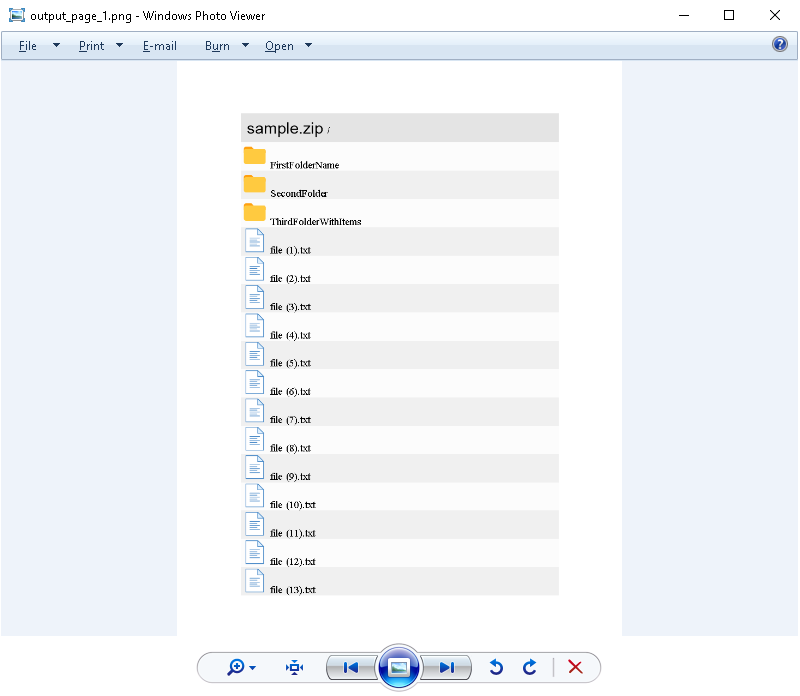 output_page_1.png - Windows Photo Viewer
File Print E-mail Burn Open
sample.zip /
FirstFolderName
SecondFolder
ThirdFolderWithItems
file (1).txt
file (2).txt
file (3).txt
file (4).txt
file (5).txt
file (6).txt
file (7).txt
file (8).txt
file (9).txt
file (10).txt
file (11).txt
file (12).txt
file (13).txt